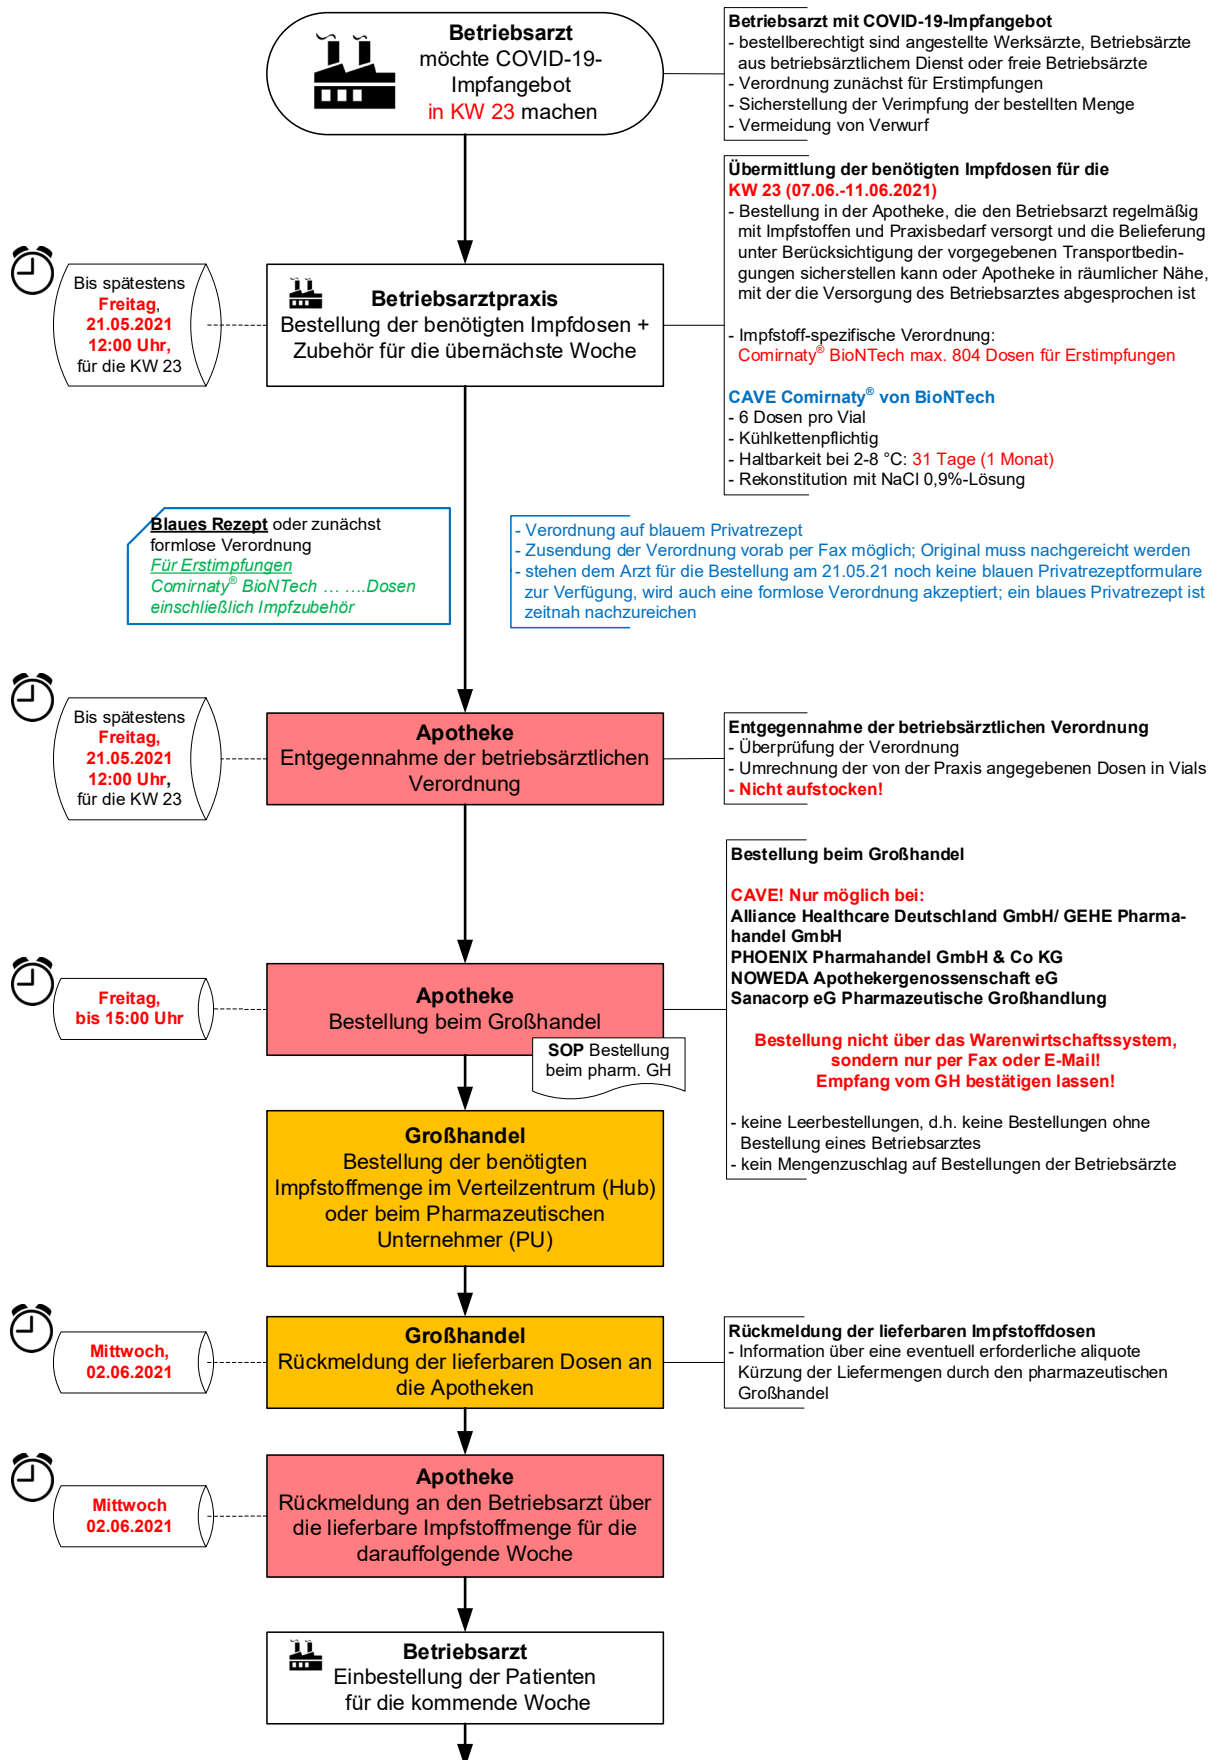 Betriebsarzt
möchte COVID-19-
Impfangebot
in KW 23 machen
Betriebsarzt mit COVID-19-Impfangebot
- bestellberechtigt sind angestellte Werksärzte, Betriebsärzte
aus betriebsärztlichem Dienst oder freie Betriebsärzte
- Verordnung zunächst für Erstimpfungen
- Sicherstellung der Verimpfung der bestellten Menge
- Vermeidung von Verwurf
Übermittlung der benötigten Impfdosen für die
KW 23 (07.06.-11.06.2021)
- Bestellung in der Apotheke, die den Betriebsarzt regelmäßig
mit Impfstoffen und Praxisbedarf versorgt und die Belieferung
unter Berücksichtigung der vorgegebenen Transportbedin-
gungen sicherstellen kann oder Apotheke in räumlicher Nähe,
mit der die Versorgung des Betriebsarztes abgesprochen ist
- Impfstoff-spezifische Verordnung:
Comirnaty® BioNTech max. 804 Dosen für Erstimpfungen
CAVE Comirnaty® von BioNTech
- 6 Dosen pro Vial
- Kühlkettenpflichtig
- Haltbarkeit bei 2-8 °C: 31 Tage (1 Monat)
- Rekonstitution mit NaCl 0,9%-Lösung
Bis spätestens
Freitag,
21.05.2021
12:00 Uhr,
für die KW 23
Betriebsarztpraxis
Bestellung der benötigten Impfdosen +
Zubehör für die übernächste Woche
Blaues Rezept oder zunächst
formlose Verordnung
Für Erstimpfungen
Comirnaty® BioNTech … ….Dosen
einschließlich Impfzubehör
- Verordnung auf blauem Privatrezept
- Zusendung der Verordnung vorab per Fax möglich; Original muss nachgereicht werden
- stehen dem Arzt für die Bestellung am 21.05.21 noch keine blauen Privatrezeptformulare
zur Verfügung, wird auch eine formlose Verordnung akzeptiert; ein blaues Privatrezept ist
zeitnah nachzureichen
Bis spätestens
Freitag,
21.05.2021
12:00 Uhr,
für die KW 23
Apotheke
Entgegennahme der betriebsärztlichen
Verordnung
Entgegennahme der betriebsärztlichen Verordnung
- Überprüfung der Verordnung
- Umrechnung der von der Praxis angegebenen Dosen in Vials
- Nicht aufstocken!
Bestellung beim Großhandel
CAVE! Nur möglich bei:
Alliance Healthcare Deutschland GmbH/ GEHE Pharma-
handel GmbH
PHOENIX Pharmahandel GmbH & Co KG
NOWEDA Apothekergenossenschaft eG
Sanacorp eG Pharmazeutische Großhandlung
Bestellung nicht über das Warenwirtschaftssystem,
sondern nur per Fax oder E-Mail!
Empfang vom GH bestätigen lassen!
- keine Leerbestellungen, d.h. keine Bestellungen ohne
Bestellung eines Betriebsarztes
- kein Mengenzuschlag auf Bestellungen der Betriebsärzte
Freitag,
bis 15:00 Uhr
Apotheke
Bestellung beim Großhandel
SOP Bestellung
beim pharm. GH
Großhandel
Bestellung der benötigten
Impfstoffmenge im Verteilzentrum (Hub)
oder beim Pharmazeutischen
Unternehmer (PU)
Mittwoch,
02.06.2021
Großhandel
Rückmeldung der lieferbaren Dosen an
die Apotheken
Rückmeldung der lieferbaren Impfstoffdosen
- Information über eine eventuell erforderliche aliquote
Kürzung der Liefermengen durch den pharmazeutischen
Großhandel
Mittwoch
02.06.2021
Apotheke
Rückmeldung an den Betriebsarzt über
die lieferbare Impfstoffmenge für die
darauffolgende Woche
Betriebsarzt
Einbestellung der Patienten
für die kommende Woche